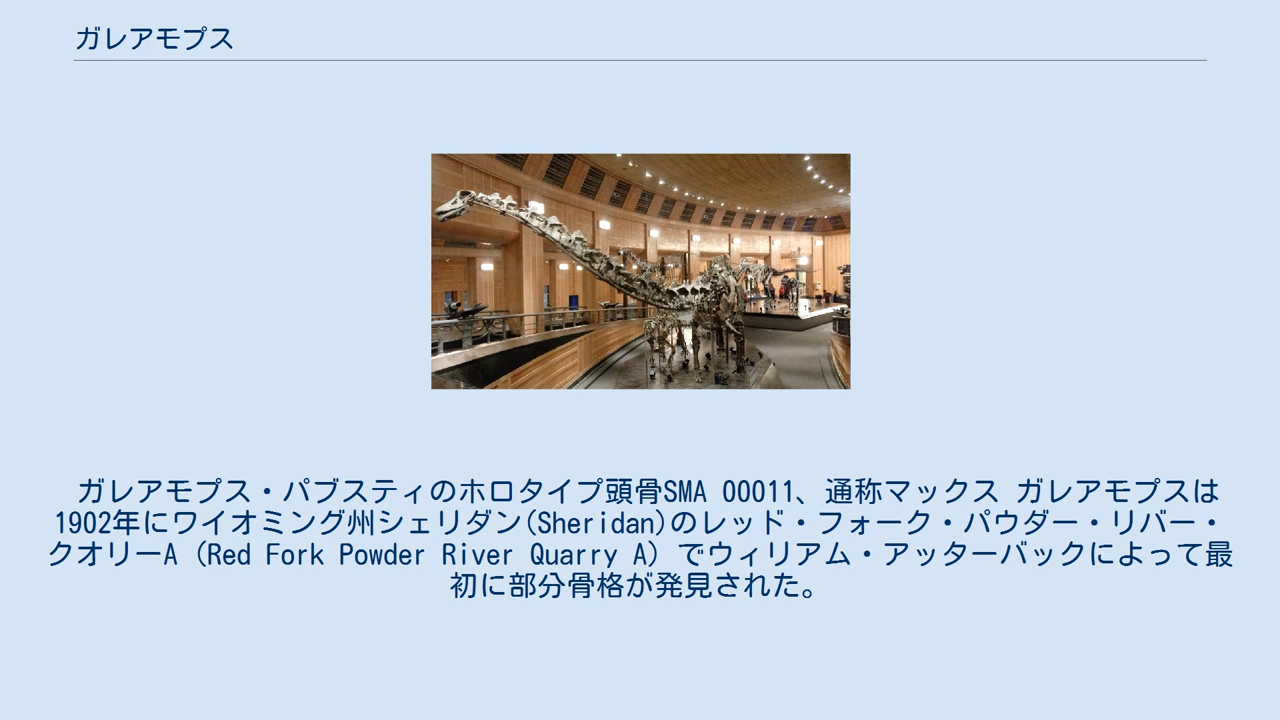 ガレアモプス
ガレアモプス・パブスティのホロタイプ頭骨SMA 00011、通称マックス ガレアモプスは
1902年にワイオミング州シェリダン(Sheridan)のレッド・フォーク・パウダー・リバー・
クオリーA (Red Fork Powder River Quarry A) でウィリアム・アッターバックによって最
初に部分骨格が発見された。